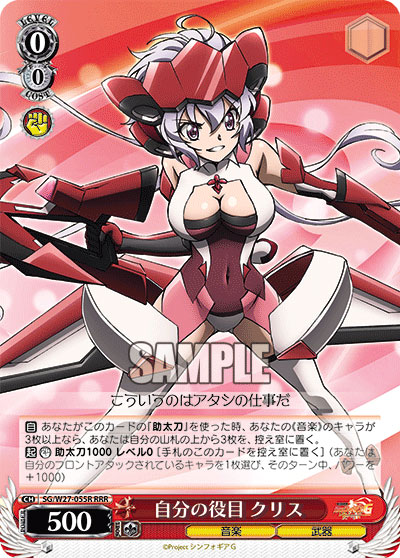 LEVEL
0
0
COST
SAMPLE
こういうのはアタシの仕事だ
自 あなたがこのカードの「助太刀」を使った時、あなたの《音楽》のキャラが
3枚以上なら、あなたは自分の山札の上から3枚を、控え室に置く。
自 助太刀1000 レベル0 [手札のこのカードを控え室に置く] (あなたは
自分のフロントアタックされているキャラを1枚選び、そのターン中、パワーを
+1000)
CH SG/W27-055R RRR
500
自分の役目 クリス
音楽 武器
©Project シンフォギアG